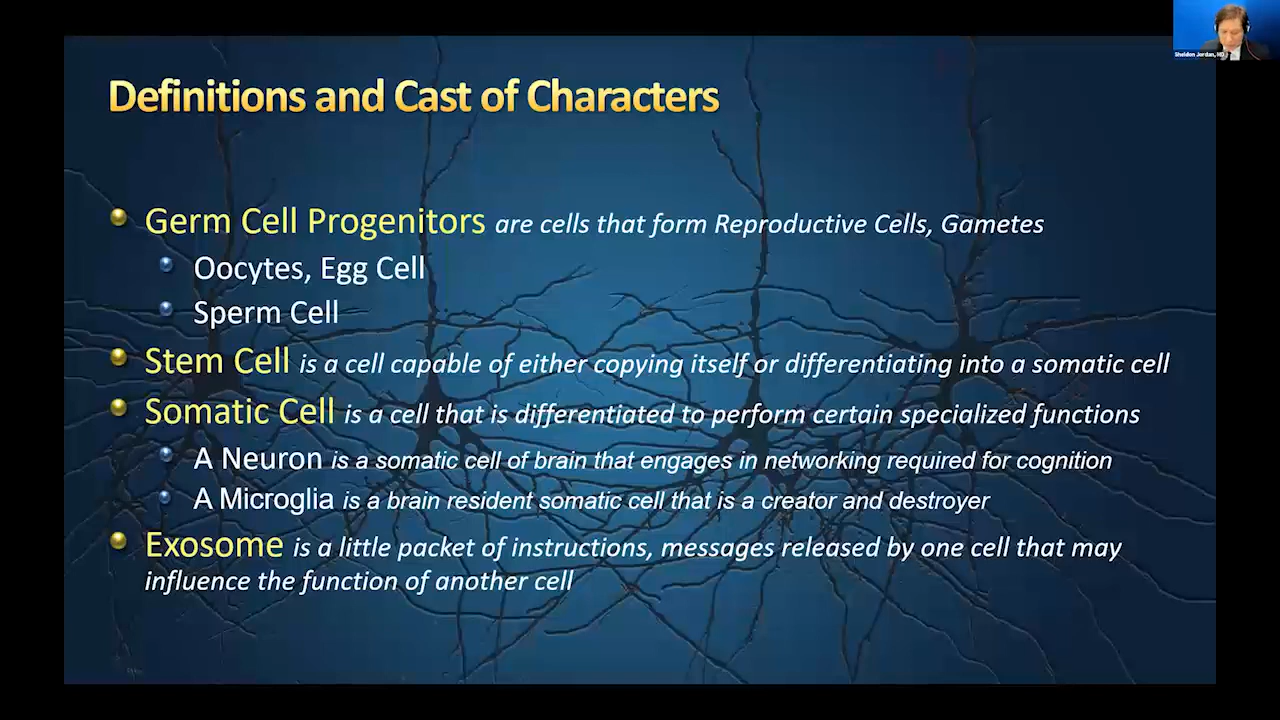 Sheldon Jordan, MD
Definitions and Cast of Characters
Germ Cell Progenitors are cells that form Reproductive Cells, Gametes
Oocytes, Egg Cell
Sperm Cell
Stem Cell is a cell capable of either copying itself or differentiating into a somatic cell
Somatic Cell is a cell that is differentiated to perform certain specialized functions
A Neuron is a somatic cell of brain that engages in networking required for cognition
A Microglia is a brain resident somatic cell that is a creator and destroyer
Exosome is a little packet of instructions, messages released by one cell that may
influence the function of another cell